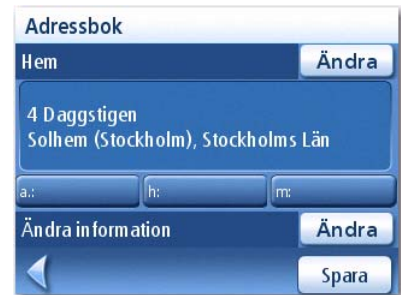 Adressbok
Hem Ändra
4 Daggstigen
Solhem (Stockholm), Stockholms Län
a.: h: m:
Ändra information Ändra
Spara